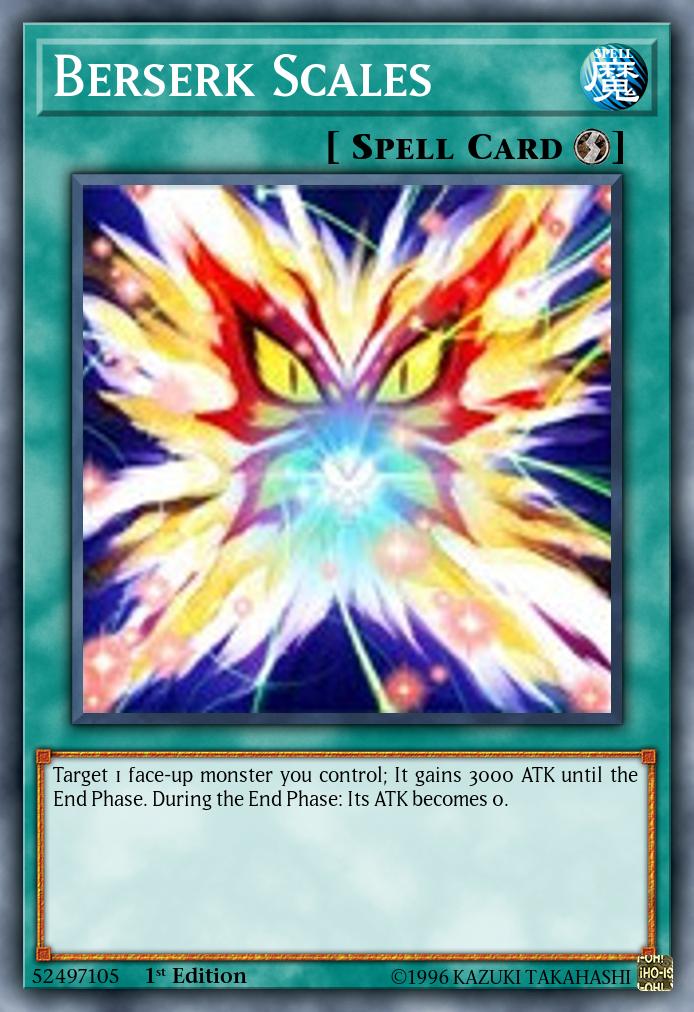 Berserk Scales
SPELL
魔
[ Spell Card ]
Target 1 face-up monster you control; It gains 3000 ATK until the
End Phase. During the End Phase: Its ATK becomes 0.
52497105 1st Edition ©1996 KAZUKI TAKAHASHI